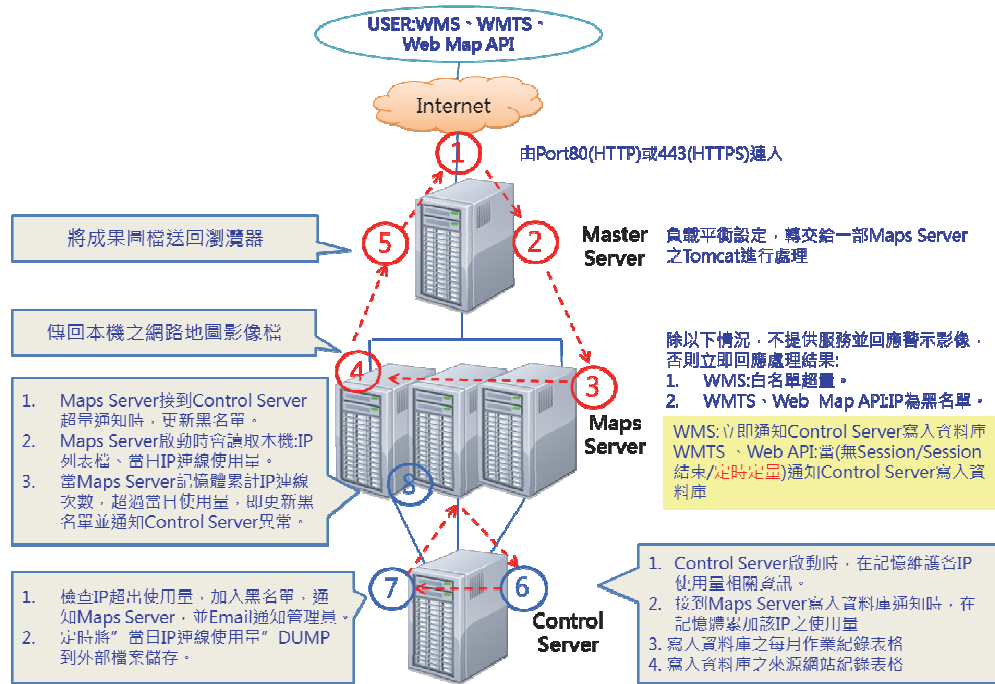 USER:WMS、WMTS、
Web Map API
Internet
1
由Port80(HTTP)或443(HTTPS)連入
將成果圖檔送回瀏覽器
5
2
Master
Server
負載平衡設定，轉交給一部Maps Server
之Tomcat進行處理
傳回本機之網路地圖影像檔
4
3
Maps
Server
除以下情況，不提供服務並回應警示影像，
否則立即回應處理結果:
1. WMS:白名單超量。
2. WMTS、Web Map API:IP為黑名單。
WMS:立即通知Control Server寫入資料庫
WMTS 、Web API:當(無Session/Session
結束/定時定量)通知Control Server寫入資
料庫
1. Maps Server接到Control Server
超量通知時，更新黑名單。
2. Maps Server啟動時會讀取本機:IP
列表檔、當日IP連線使用量。
3. 當Maps Server記憶體累計IP連線
次數，超過當日使用量，即更新黑
名單並通知Control Server異常。
8
7
6
Control
Server
1. 檢查IP超出使用量，加入黑名單，通
知Maps Server，並Email通知管理員。
2. 定時將”當日IP連線使用量”DUMP
到外部檔案儲存。
1. Control Server啟動時，在記憶維護各IP
使用量相關資訊。
2. 接到Maps Server寫入資料庫通知時，在
記憶體累加該IP之使用量
3. 寫入資料庫之每月作業紀錄表格
4. 寫入資料庫之來源網站紀錄表格